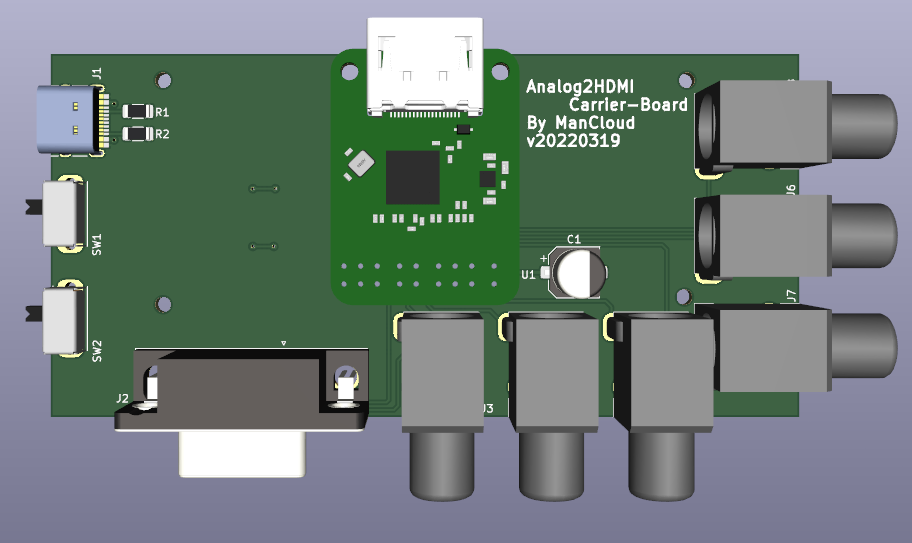 J1
R1
R2
Analog2HDMI
Carrier-Board
By ManCloud
v20220319
J6
SW1
C1
+
U1
J7
SW2
J2
J3